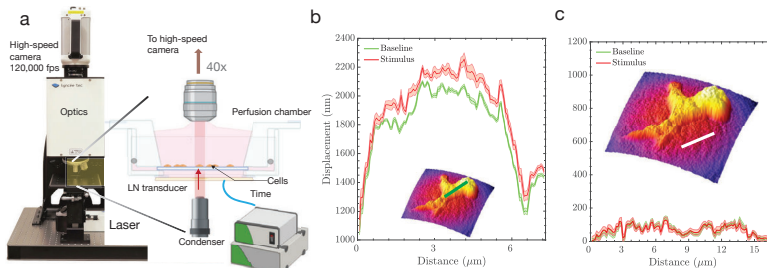 a
High-speed
camera
120,000 fps
Optics
Laser
To high-speed
camera
40x
Perfusion chamber
LN transducer
Cells
Time
Condenser
b
Baseline
Stimulus
Displacement (nm)
2400
2200
2000
1800
1600
1400
1200
1000
0
3
6
Distance (μm)
c
Baseline
Stimulus
1200
1000
800
600
400
200
0
0
3
6
9
12
15
Distance (μm)